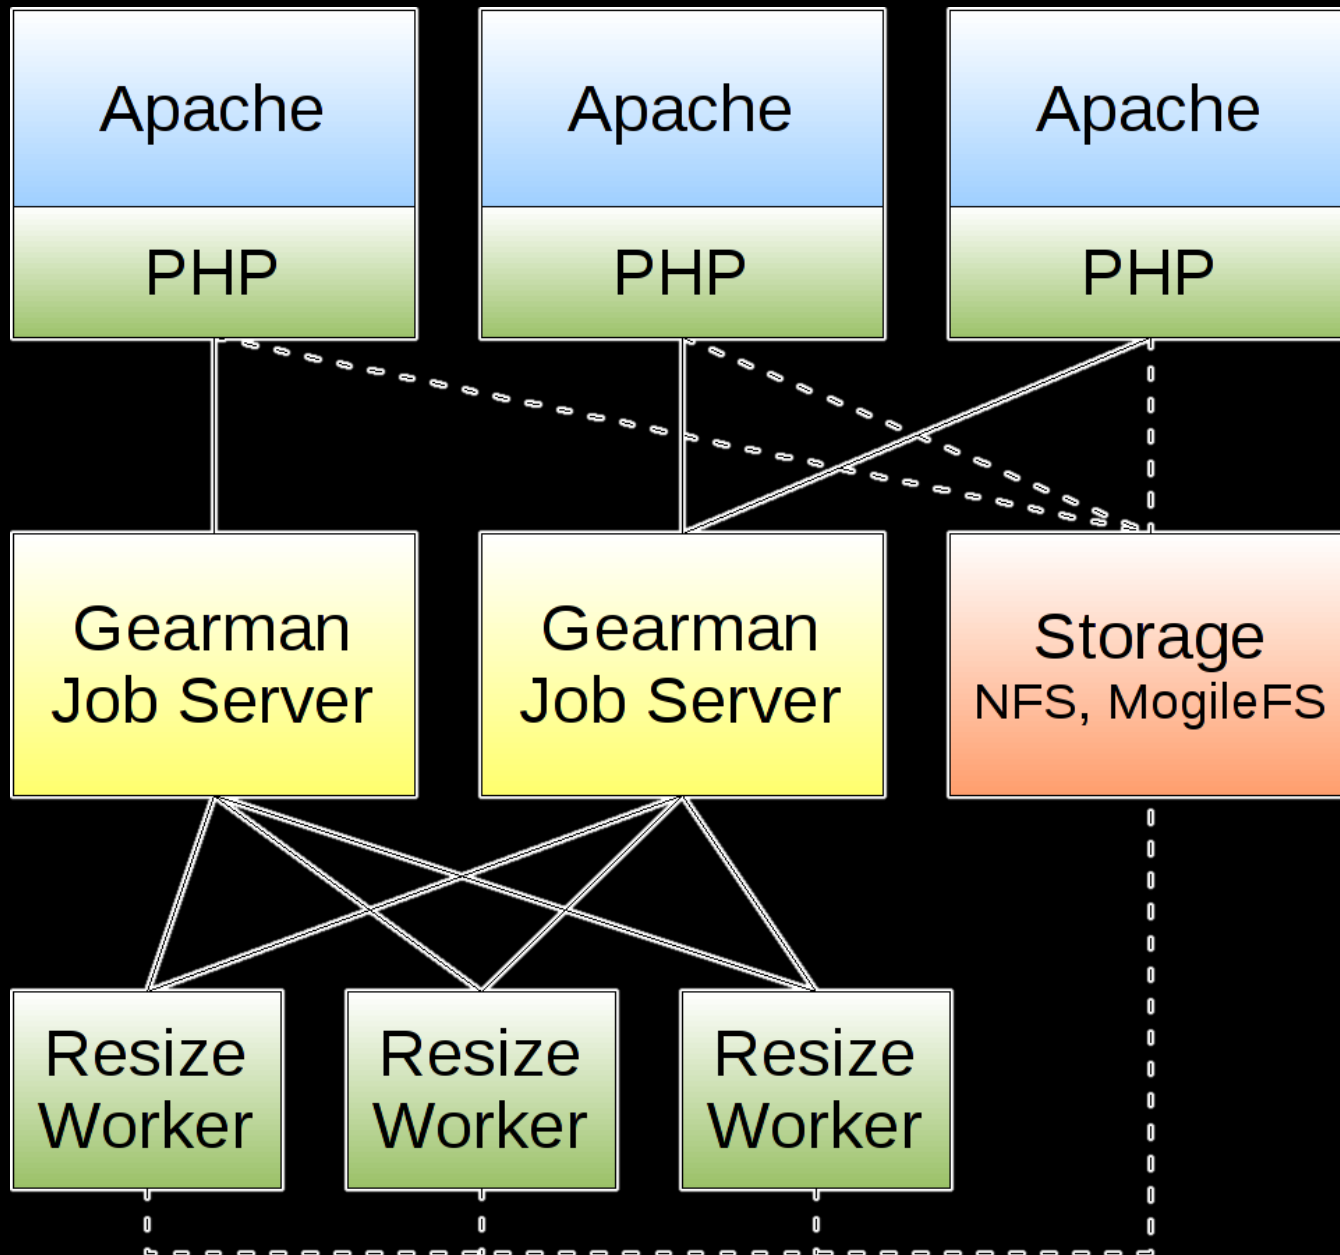 Apache
Apache
Apache
PHP
PHP
PHP
Gearman
Job Server
Gearman
Job Server
Storage
NFS, MogileFS
Resize
Worker
Resize
Worker
Resize
Worker